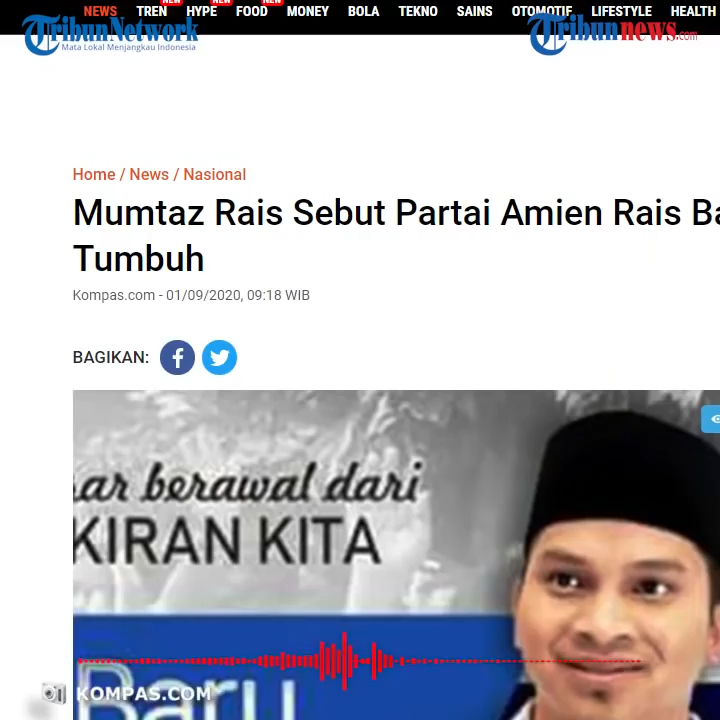 NEWS TREN HYPE FOOD MONEY BOLA TEKNO SAINS OTOMOTIF LIFESTYLE HEALTH
NEW NEW NEW
TribunNetwork
Mata Lokal Menjangkau Indonesia
Tribunnews.com
Home / News / Nasional
Mumtaz Rais Sebut Partai Amien Rais Ba
Tumbuh
Kompas.com - 01/09/2020, 09:18 WIB
BAGIKAN:
ar berawal dari
KIRAN KITA
Baru
KOMPAS.COM